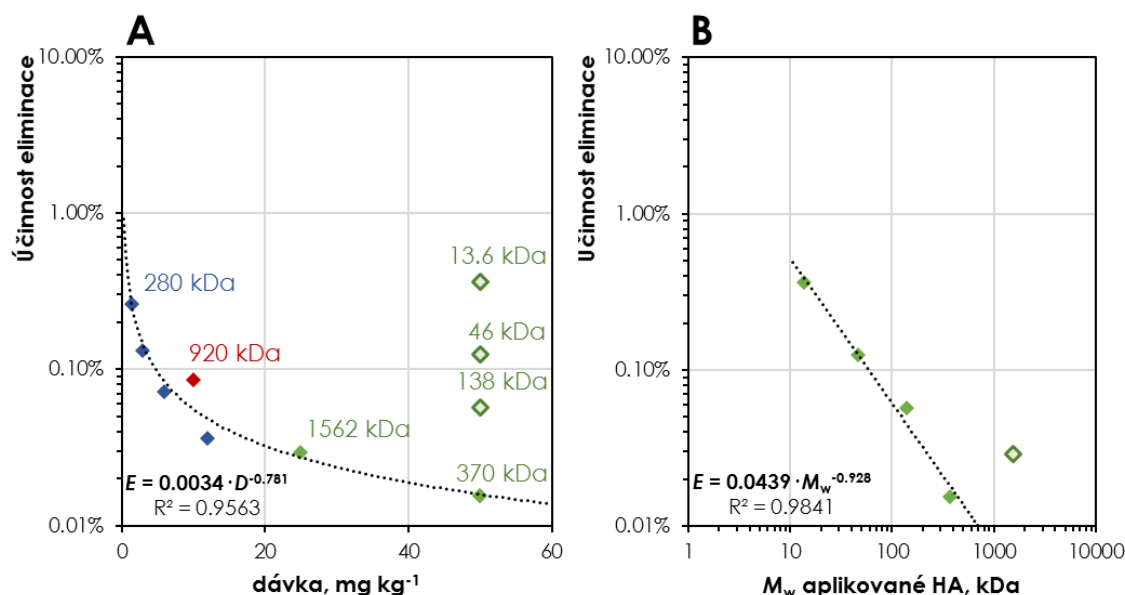 A
Účinnost eliminace
10.00%
1.00%
0.10%
0.01%
280 kDa
920 kDa
1562 kDa
13.6 kDa
46 kDa
138 kDa
370 kDa
E = 0.0034 ·D⁻⁰·⁷⁸¹
R² = 0.9563
0 20 40 60
dávka, mg kg⁻¹
B
Účinnost eliminace
10.00%
1.00%
0.10%
0.01%
E = 0.0439 ·Mw⁻⁰·⁹²⁸
R² = 0.9841
1 10 100 1000 10000
Mw aplikované HA, kDa